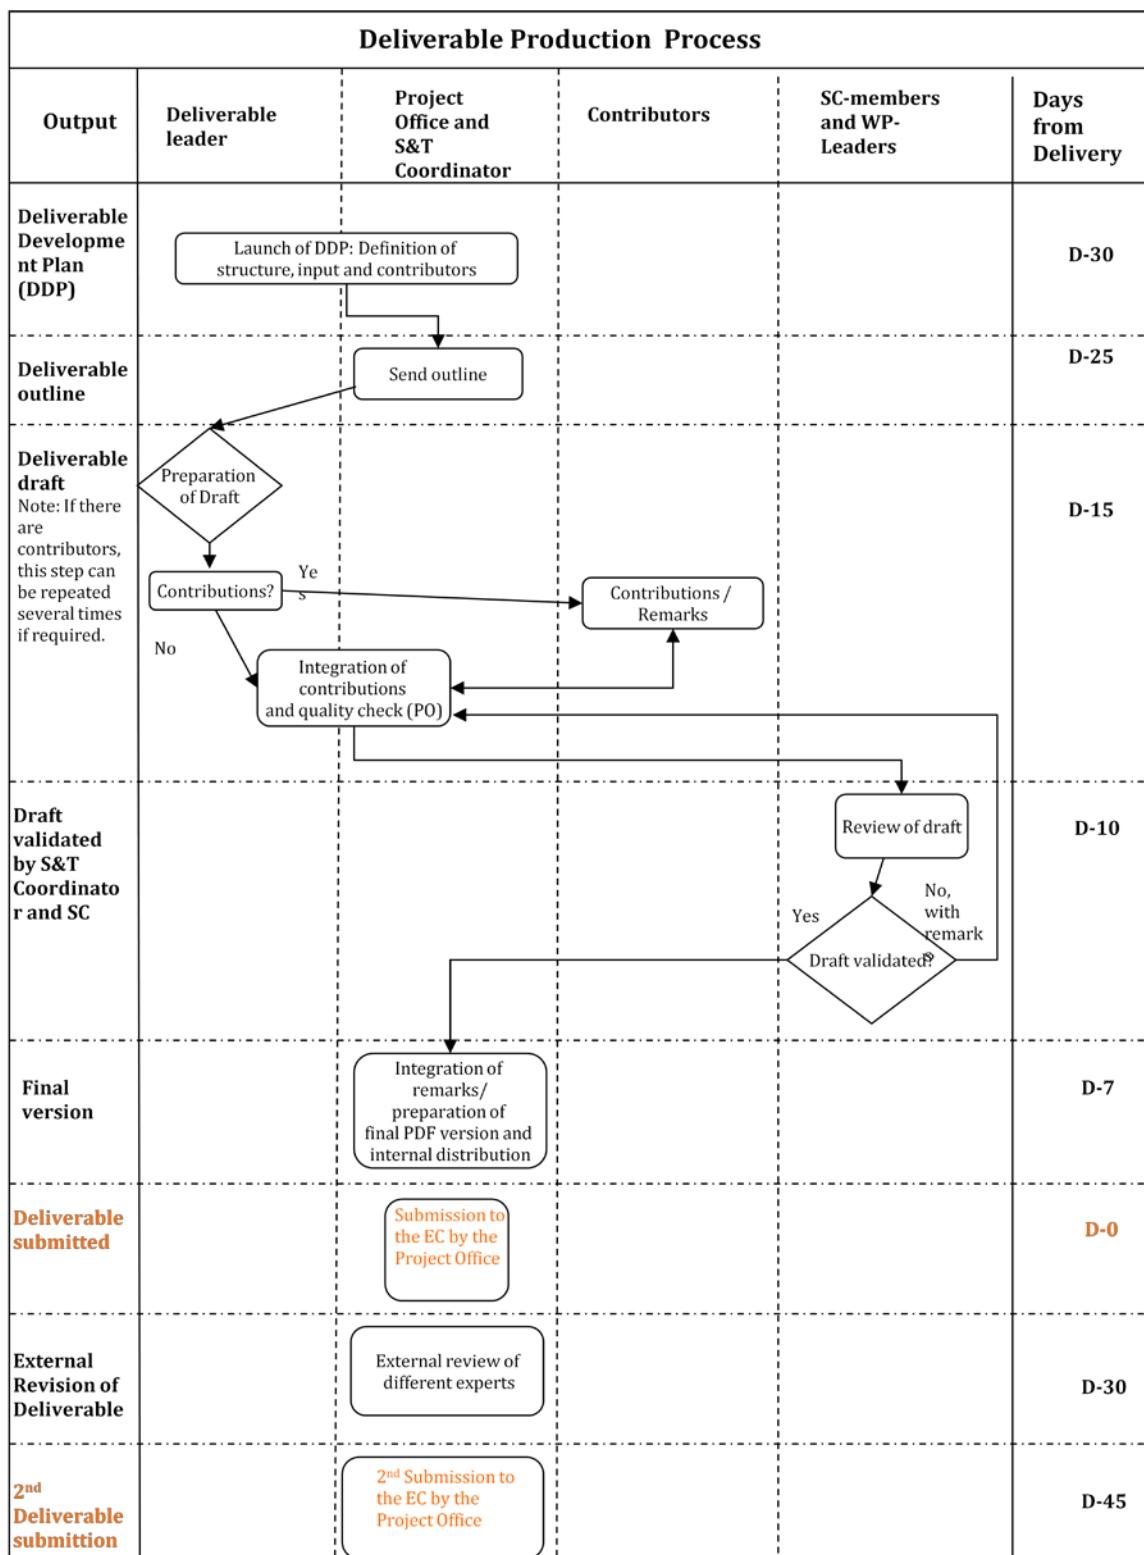 Deliverable Production Process
Output
Deliverable
leader
Project
Office and
S&T
Coordinator
Contributors
SC-members
and WP-
Leaders
Days
from
Delivery
Deliverable
Developme
nt Plan
(DDP)
Launch of DDP: Definition of
structure, input and contributors
D-30
Deliverable
outline
Send outline
D-25
Deliverable
draft
Note: If there
are
contributors,
this step can
be repeated
several times
if required.
Preparation
of Draft
D-15
Contributions?
Ye
s
No
Contributions /
Remarks
Integration of
contributions
and quality check (PO)
Draft
validated
by S&T
Coordinato
r and SC
Review of draft
D-10
Yes
No,
with
remark
s
Draft validated?
Final
version
Integration of
remarks/
preparation of
final PDF version and
internal distribution
D-7
Deliverable
submitted
Submission to
the EC by the
Project Office
D-0
External
Revision of
Deliverable
External review of
different experts
D-30
2nd
Deliverable
submittion
2nd Submission to
the EC by the
Project Office
D-45